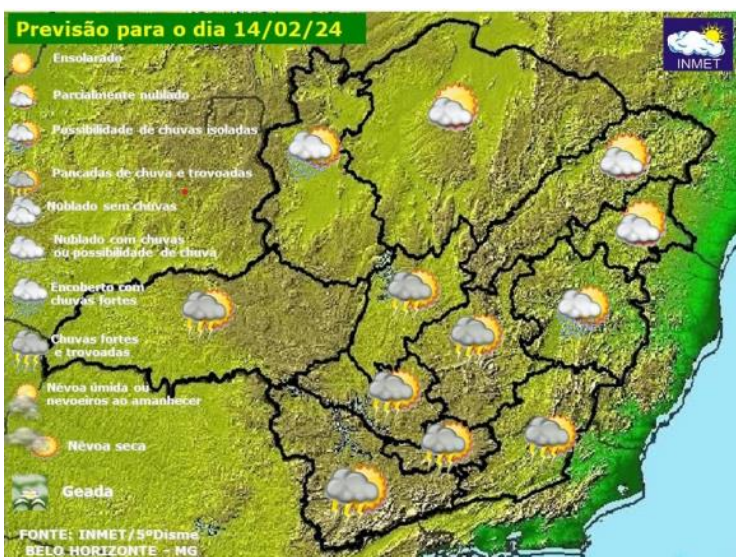 Previsão para o dia 14/02/24
INMET
Ensolarado
Parcialmente nublado
Possibilidade de chuvas isoladas
Pancadas de chuva e trovoadas
Nublado sem chuvas
Nublado com chuvas
ou possibilidade de chuva
Encoberto com
chuvas fortes
Chuvas fortes
e trovoadas
Névoa úmida ou
nevoeiros ao amanhecer
Névoa seca
Geada
FONTE: INMET/5ºDisme
BELO HORIZONTE - MG